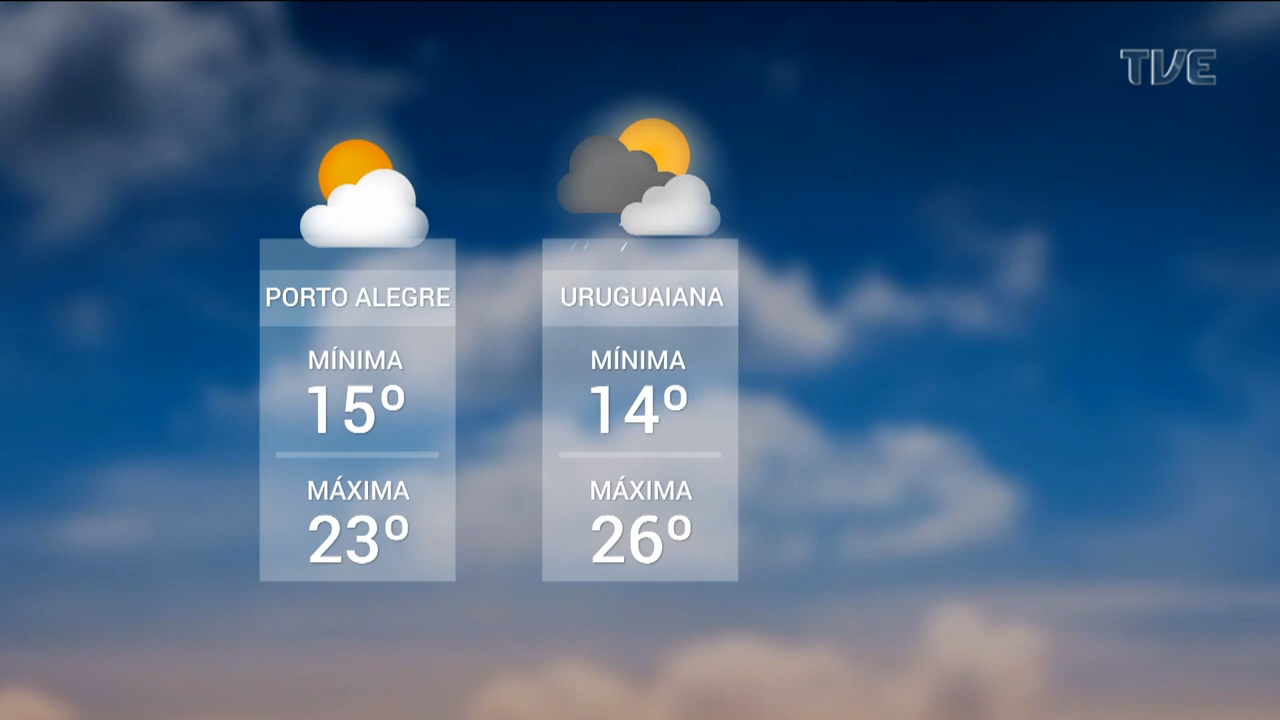 TVE
PORTO ALEGRE
MÍNIMA
15º
MÁXIMA
23º
URUGUAIANA
MÍNIMA
14º
MÁXIMA
26º